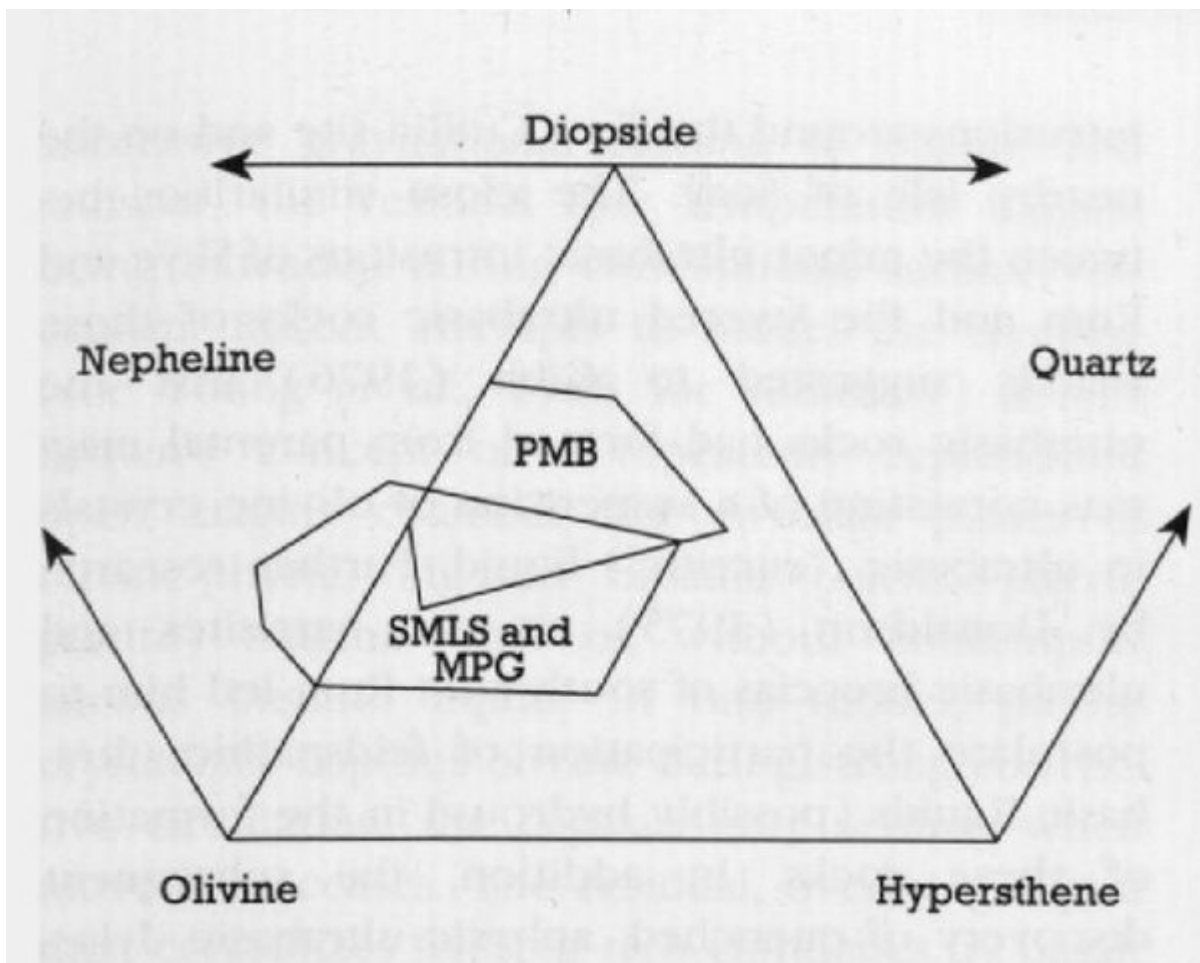 Diopside
Nepheline
Quartz
PMB
SMLS and
MPG
Olivine
Hypersthene